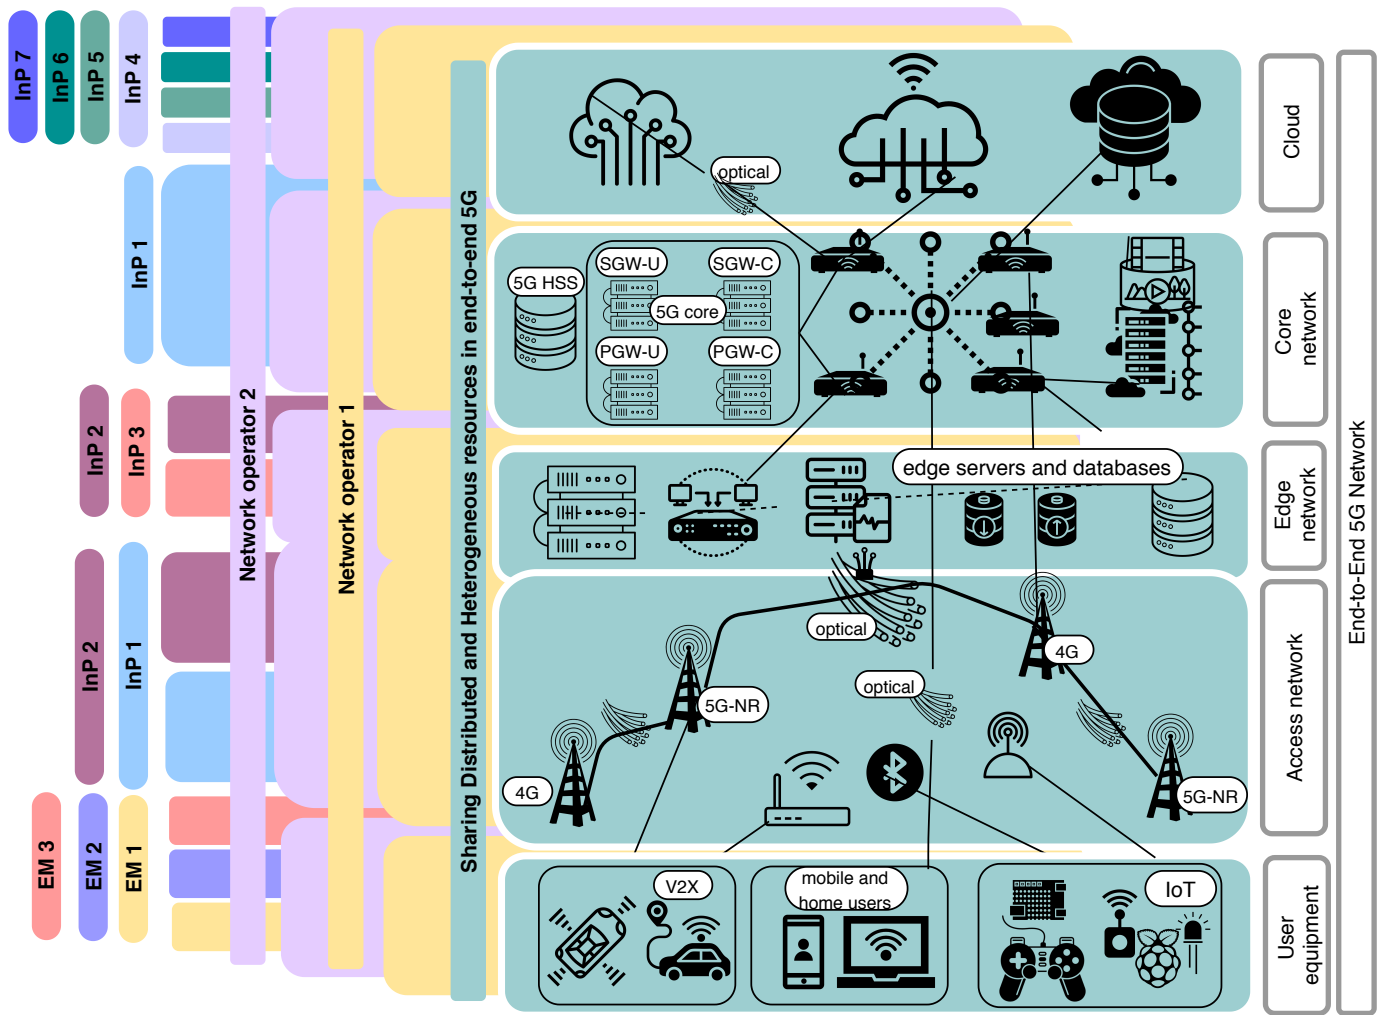 InP 7
InP 6
InP 5
InP 4
InP 1
InP 2
InP 3
InP 2
InP 1
EM 3
EM 2
EM 1
Network operator 2
Network operator 1
Sharing Distributed and Heterogeneous resources in end-to-end 5G
optical
Cloud
5G HSS
SGW-U
SGW-C
5G core
PGW-U
PGW-C
Core
network
edge servers and databases
Edge
network
optical
4G
optical
5G-NR
4G
5G-NR
Access network
V2X
mobile and
home users
IoT
User
equipment
End-to-End 5G Network